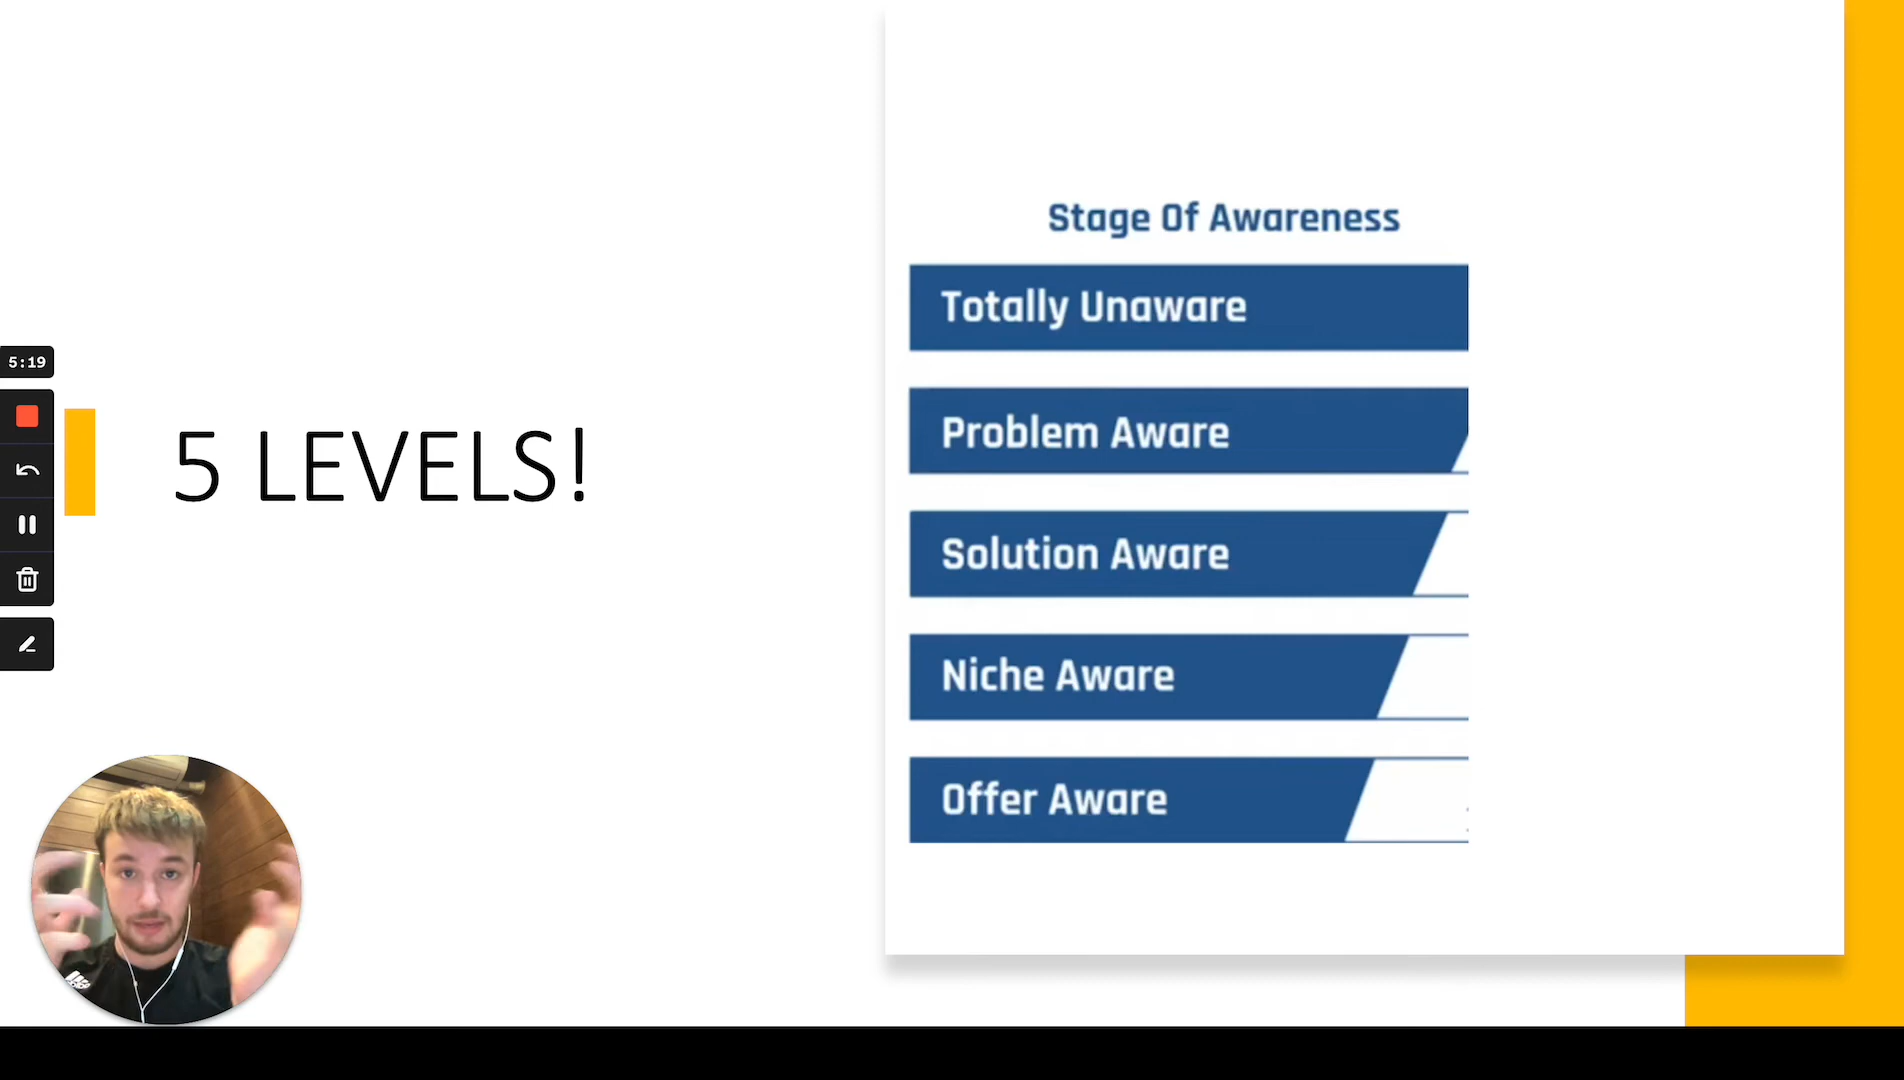 5:19
5 LEVELS!
Stage Of Awareness
Totally Unaware
Problem Aware
Solution Aware
Niche Aware
Offer Aware